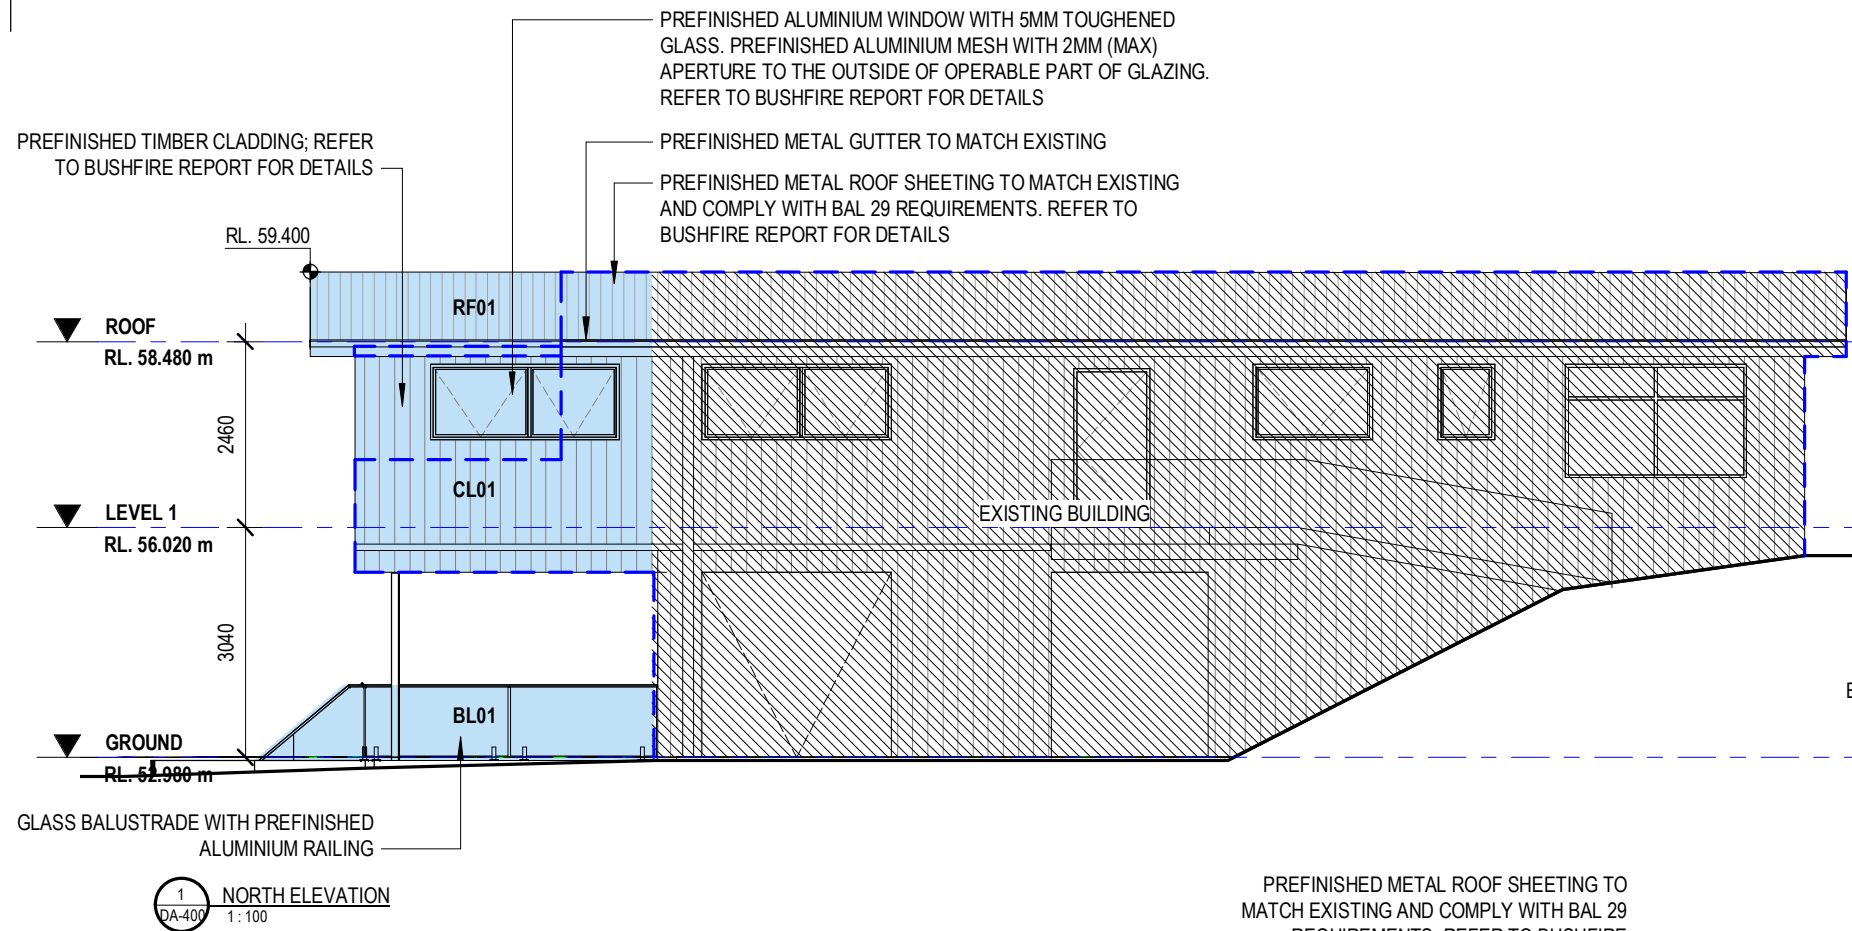 PREFINISHED ALUMINIUM WINDOW WITH 5MM TOUGHENED
GLASS. PREFINISHED ALUMINIUM MESH WITH 2MM (MAX)
APERTURE TO THE OUTSIDE OF OPERABLE PART OF GLAZING.
REFER TO BUSHFIRE REPORT FOR DETAILS
PREFINISHED TIMBER CLADDING; REFER
TO BUSHFIRE REPORT FOR DETAILS
PREFINISHED METAL GUTTER TO MATCH EXISTING
PREFINISHED METAL ROOF SHEETING TO MATCH EXISTING
AND COMPLY WITH BAL 29 REQUIREMENTS. REFER TO
BUSHFIRE REPORT FOR DETAILS
RL. 59.400
RF01
ROOF
RL. 58.480 m
2460
CL01
LEVEL 1
RL. 56.020 m
EXISTING BUILDING
3040
BL01
GROUND
RL. 52.980 m
GLASS BALUSTRADE WITH PREFINISHED
ALUMINIUM RAILING
1
DA-400
NORTH ELEVATION
1 : 100
PREFINISHED METAL ROOF SHEETING TO
MATCH EXISTING AND COMPLY WITH BAL 29
REQUIREMENTS. REFER TO BUSHFIRE